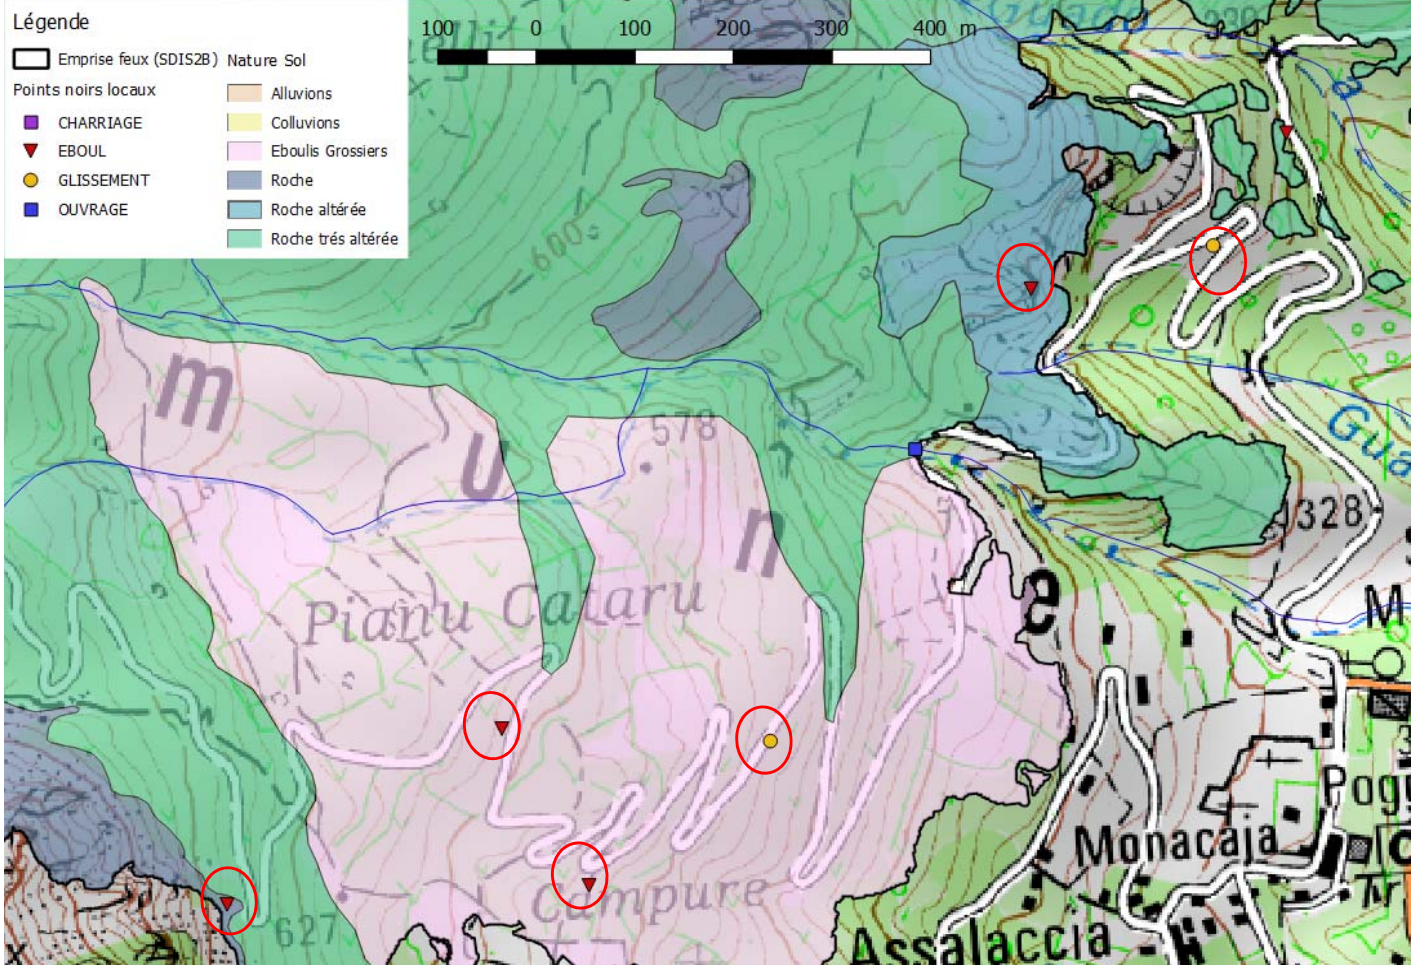 Légende
Emprise feux (SDIS2B)
Points noirs locaux
CHARRIAGE
EBOUL
GLISSEMENT
OUVRAGE
Nature Sol
Alluvions
Colluvions
Eboulis Grossiers
Roche
Roche altérée
Roche trés altérée
100 0 100 200 300 400 m
600
m u n e
578
328
Pianu Cataru
Campure
627
Monacaja
Assalaccia